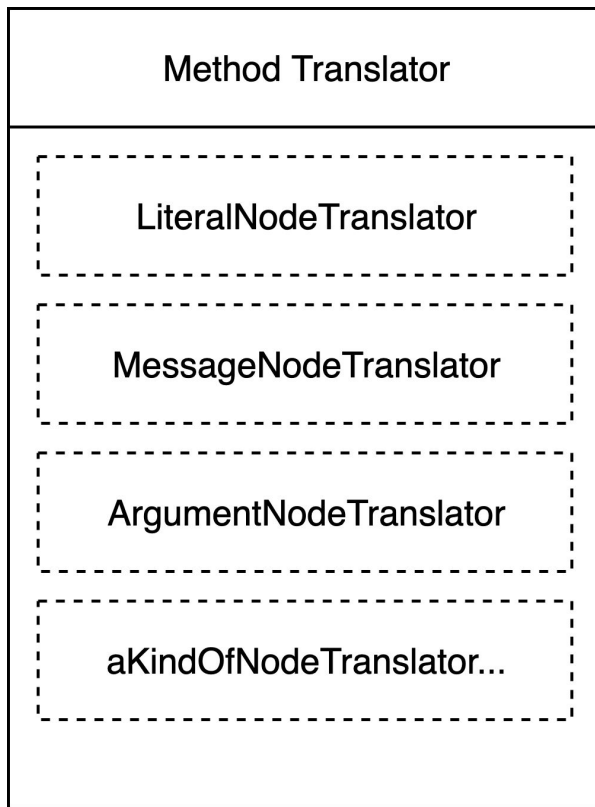 Method Translator
LiteralNodeTranslator
MessageNodeTranslator
ArgumentNodeTranslator
aKindOfNodeTranslator...